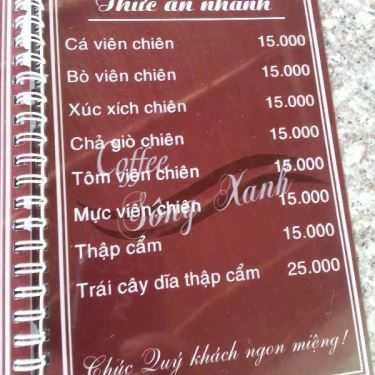 Thức ăn nhanh
Cá viên chiên 15.000
Bò viên chiên 15.000
Xúc xích chiên 15.000
Chả giò chiên 15.000
Tôm viện chiên 15.000
Mực viên chiên 15.000
Thập cẩm 15.000
Trái cây dĩa thập cẩm 25.000
Coffee
Sông Xanh
Chúc Quý khách ngon miệng!